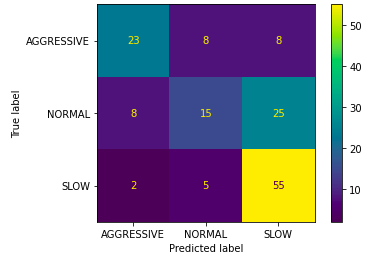 AGGRESSIVE 23 8 8
NORMAL 8 15 25
SLOW 2 5 55
AGGRESSIVE NORMAL SLOW
Predicted label
True label
50
40
30
20
10